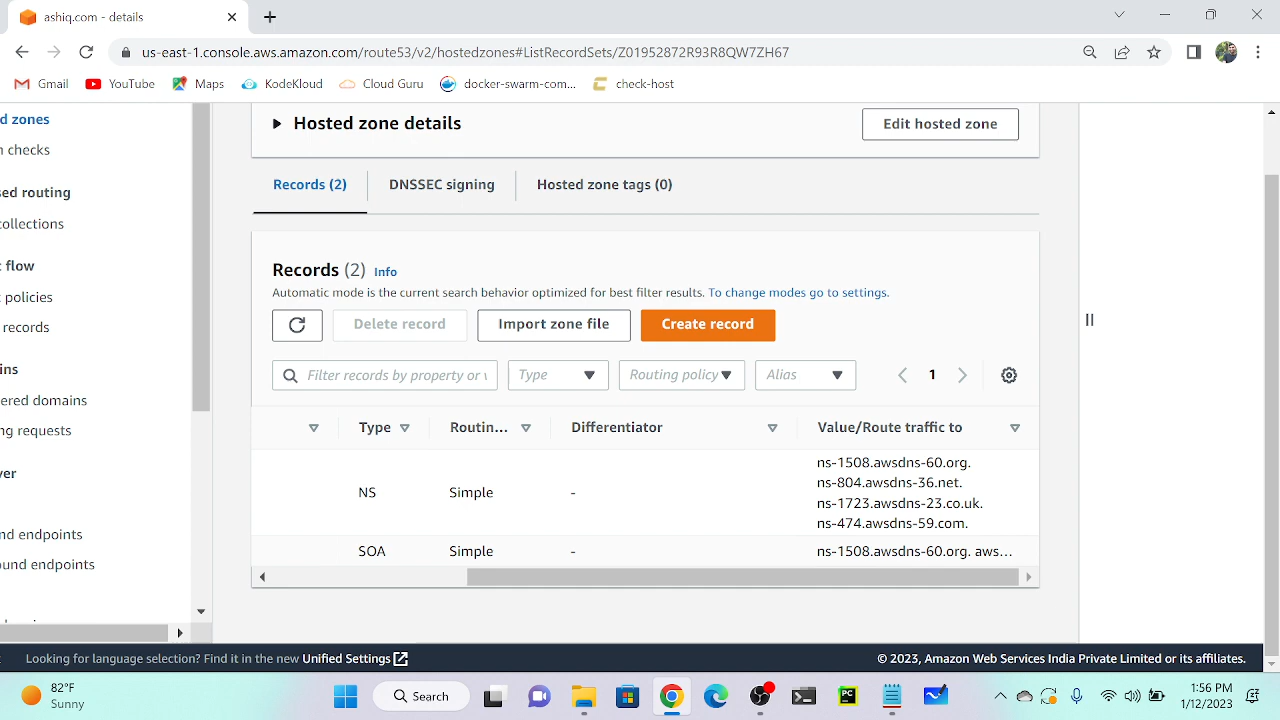 ashiq.com - details
us-east-1.console.aws.amazon.com/route53/v2/hostedzones#ListRecordSets/Z01952872R93R8QW7ZH67
Gmail YouTube Maps KodeKloud Cloud Guru docker-swarm-com... check-host
d zones
n checks
sed routing
collections
flow
policies
records
ins
ered domains
ng requests
ver
nd endpoints
ound endpoints
Hosted zone details
Edit hosted zone
Records (2) DNSSEC signing Hosted zone tags (0)
Records (2) Info
Automatic mode is the current search behavior optimized for best filter results. To change modes go to settings.
Delete record Import zone file Create record
Filter records by property or Type Routing policy Alias 1
Type Routin... Differentiator Value/Route traffic to
NS Simple -
ns-1508.awsdns-60.org.
ns-804.awsdns-36.net.
ns-1723.awsdns-23.co.uk.
ns-474.awsdns-59.com.
SOA Simple - ns-1508.awsdns-60.org. aws...
Looking for language selection? Find it in the new Unified Settings
© 2023, Amazon Web Services India Private Limited or its affiliates.
82°F
Sunny
Search
PC
1:56 PM
1/12/2023